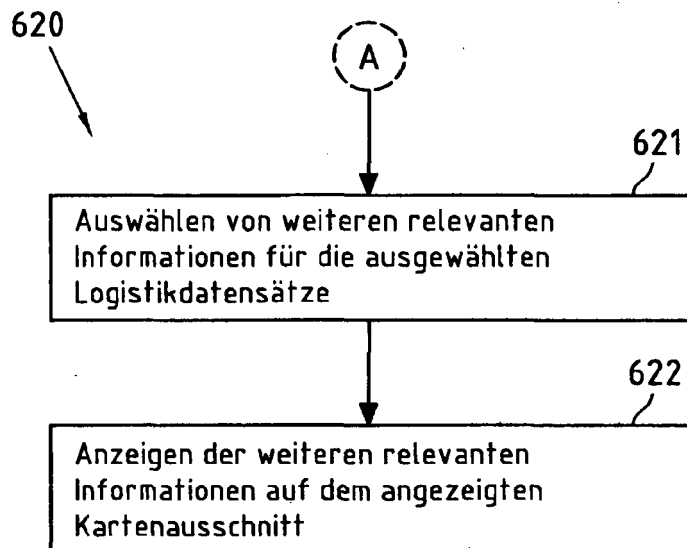 620
A
621
Auswählen von weiteren relevanten
Informationen für die ausgewählten
Logistikdatensätze
622
Anzeigen der weiteren relevanten
Informationen auf dem angezeigten
Kartenausschnitt